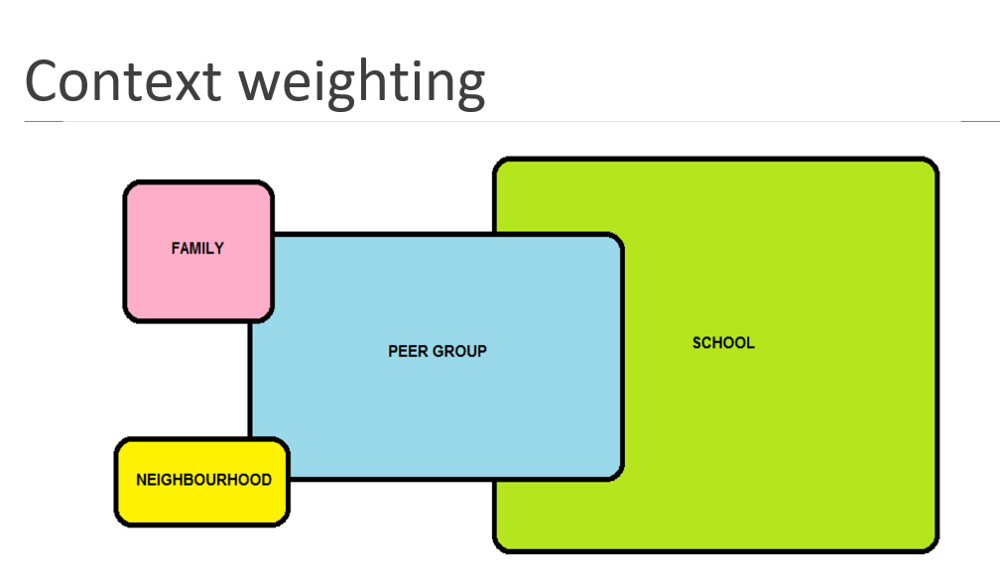 Context weighting
FAMILY
PEER GROUP
SCHOOL
NEIGHBOURHOOD